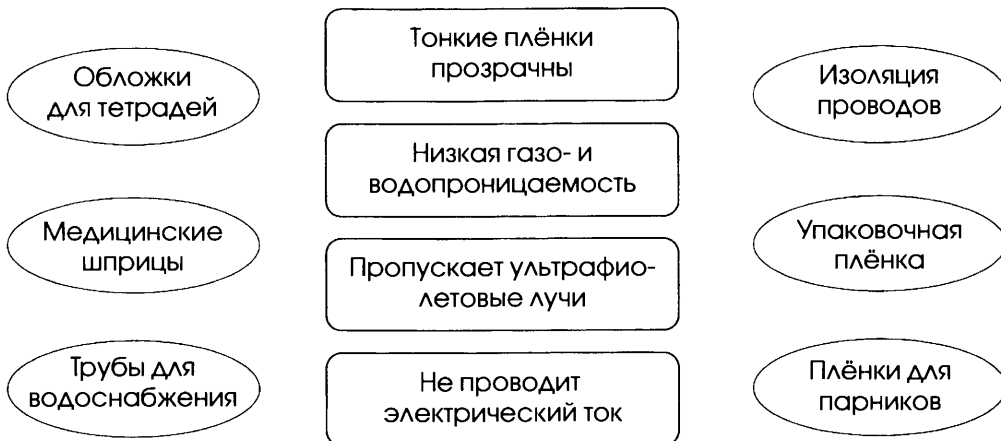 Обложки
для тетрадей
Медицинские
шприцы
Трубы для
водоснабжения
Тонкие плёнки
прозрачны
Низкая газо- и
водопроницаемость
Пропускает ультрафио-
летовые лучи
Не проводит
электрический ток
Изоляция
проводов
Упаковочная
плёнка
Плёнки для
парников